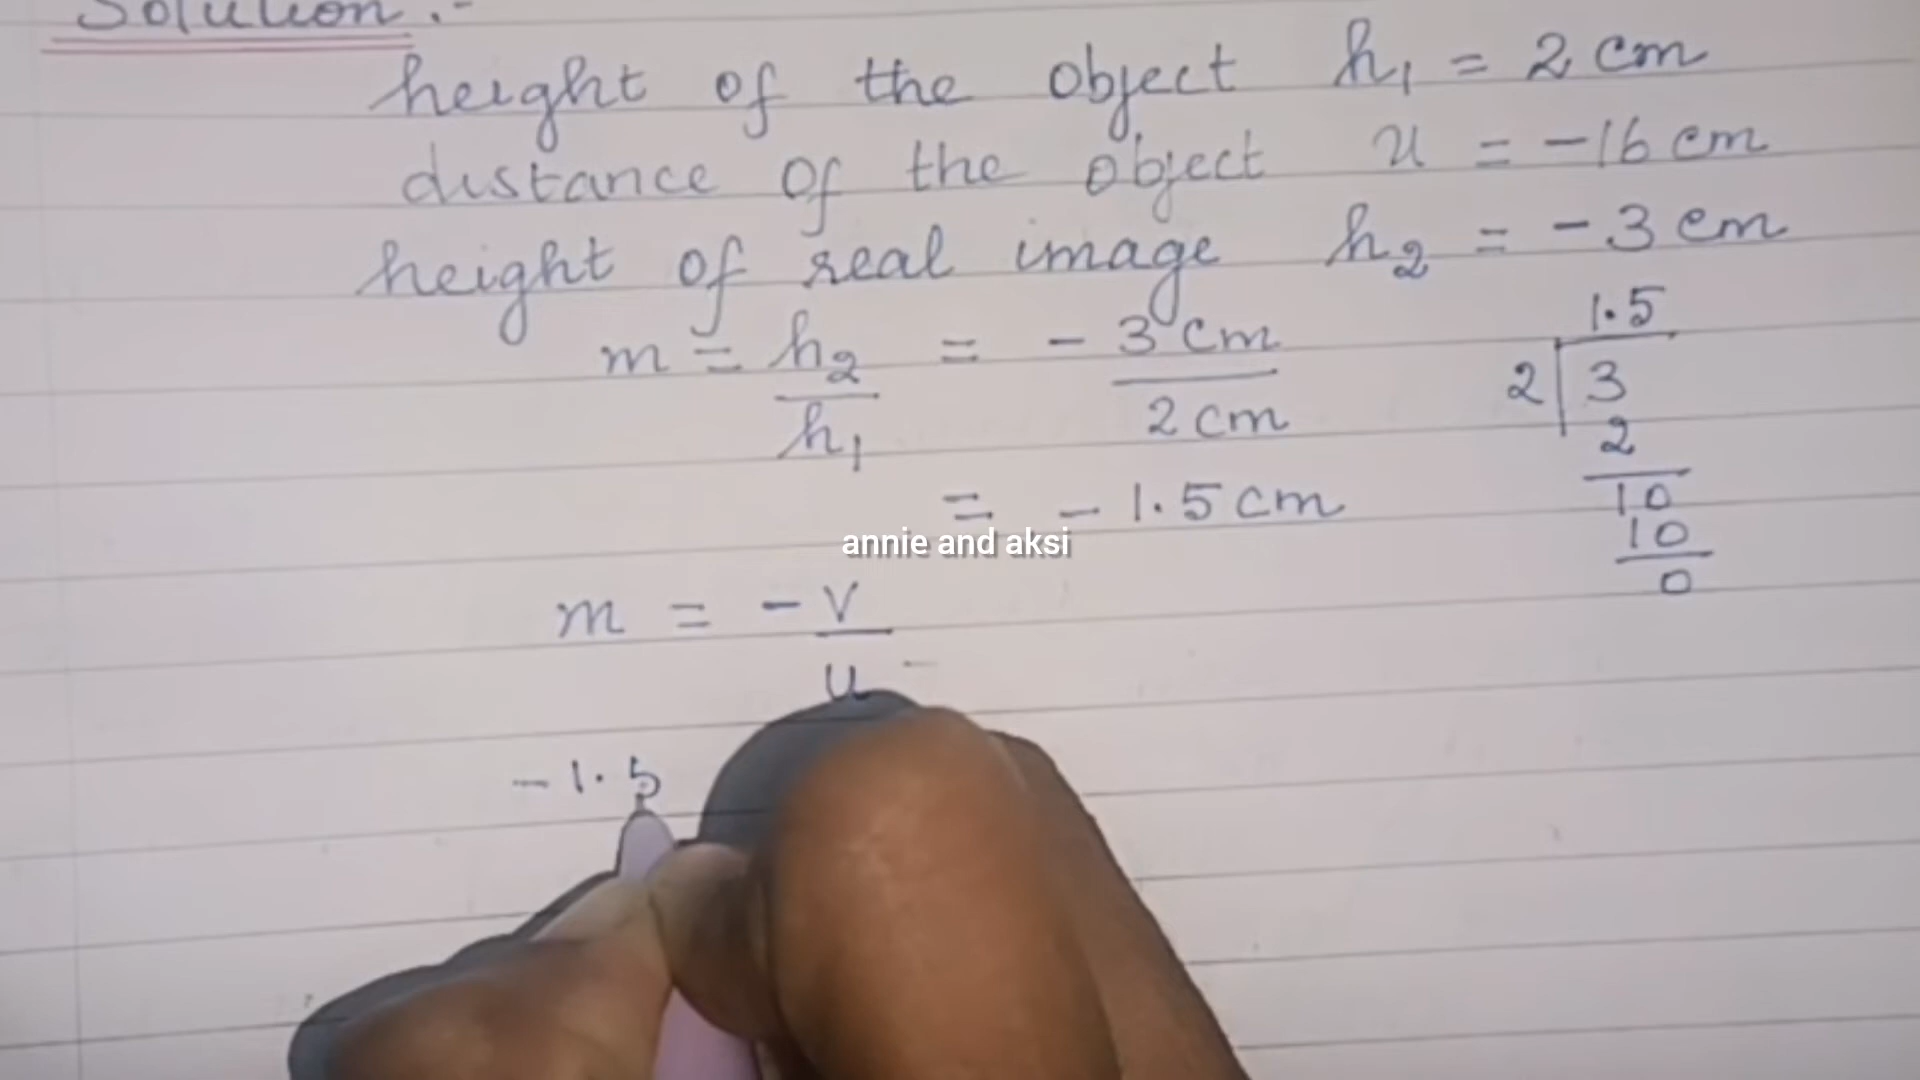 Solution :-
height of the object h₁ = 2 cm
distance of the object u = -16 cm
height of real image h₂ = -3 cm
m = h₂/h₁ = - 3 cm/2 cm
= - 1.5 cm
1.5
2 3
2
10
10
0
annie and aksi
m = - v/u
- 1.5